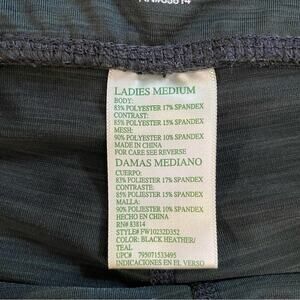 RN#83814
LADIES MEDIUM
BODY:
83% POLYESTER 17% SPANDEX
CONTRAST:
85% POLYESTER 15% SPANDEX
MESH:
90% POLYESTER 10% SPANDEX
MADE IN CHINA
FOR CARE SEE REVERSE
DAMAS MEDIANO
CUERPO:
83% POLIESTER 17% SPANDEX
CONTRASTE:
85% POLIESTER 15% SPANDEX
MALLA:
90% POLIESTER 10% SPANDEX
HECHO EN CHINA
RN# 83814
STYLE# FW10232D352
COLOR: BLACK HEATHER/
TEAL
UPC# 795071533495
INDICACIONES EN EL VERSO